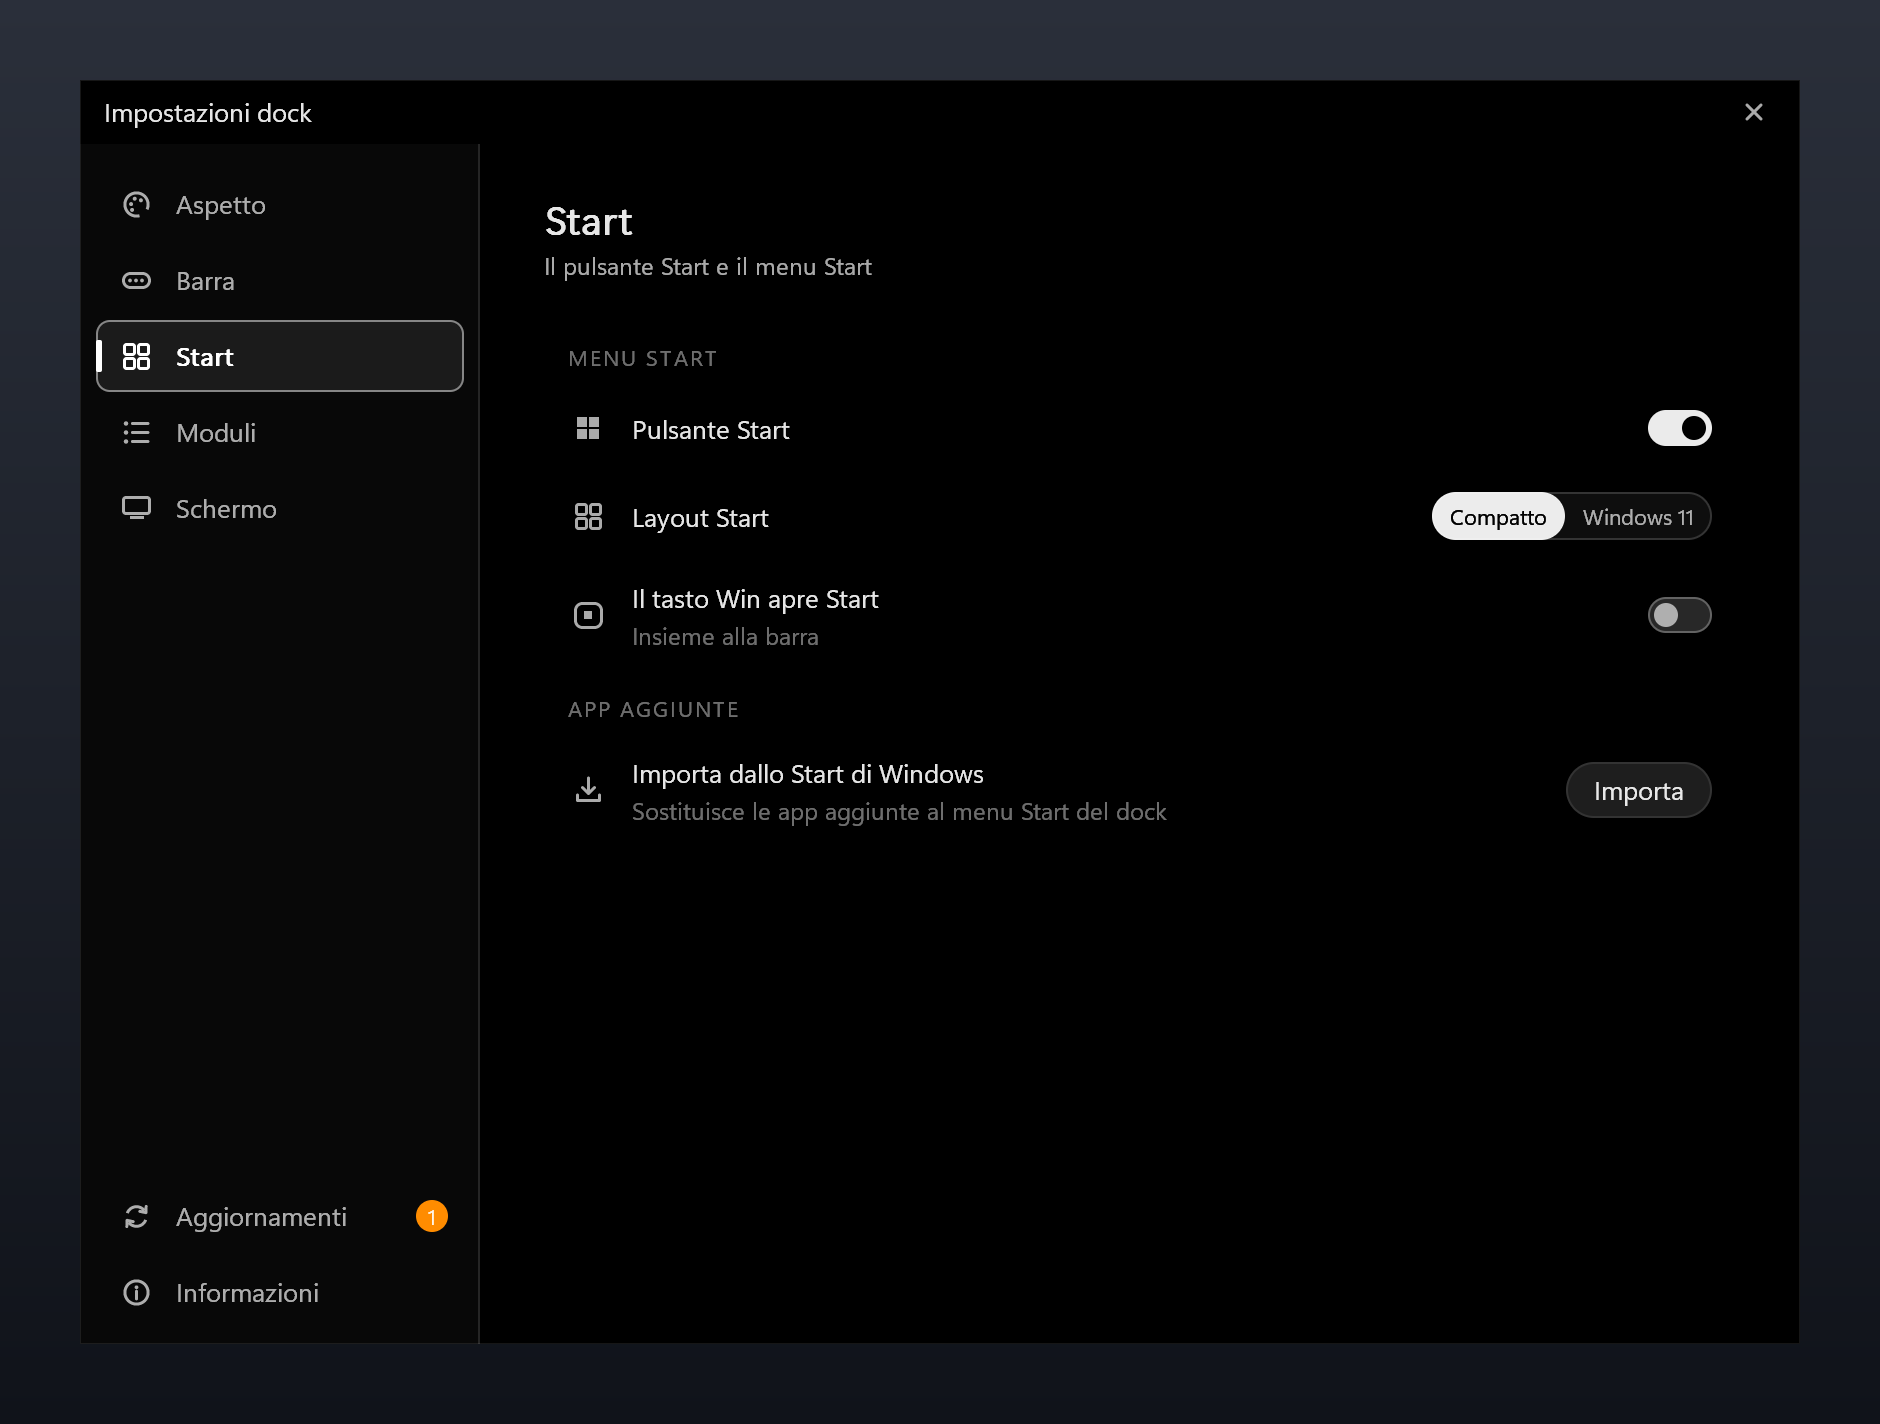 Impostazioni dock
Aspetto
Barra
Start
Moduli
Schermo
Aggiornamenti
1
Informazioni
Start
Il pulsante Start e il menu Start
MENU START
Pulsante Start
Layout Start
Compatto
Windows 11
Il tasto Win apre Start
Insieme alla barra
APP AGGIUNTE
Importa dallo Start di Windows
Sostituisce le app aggiunte al menu Start del dock
Importa